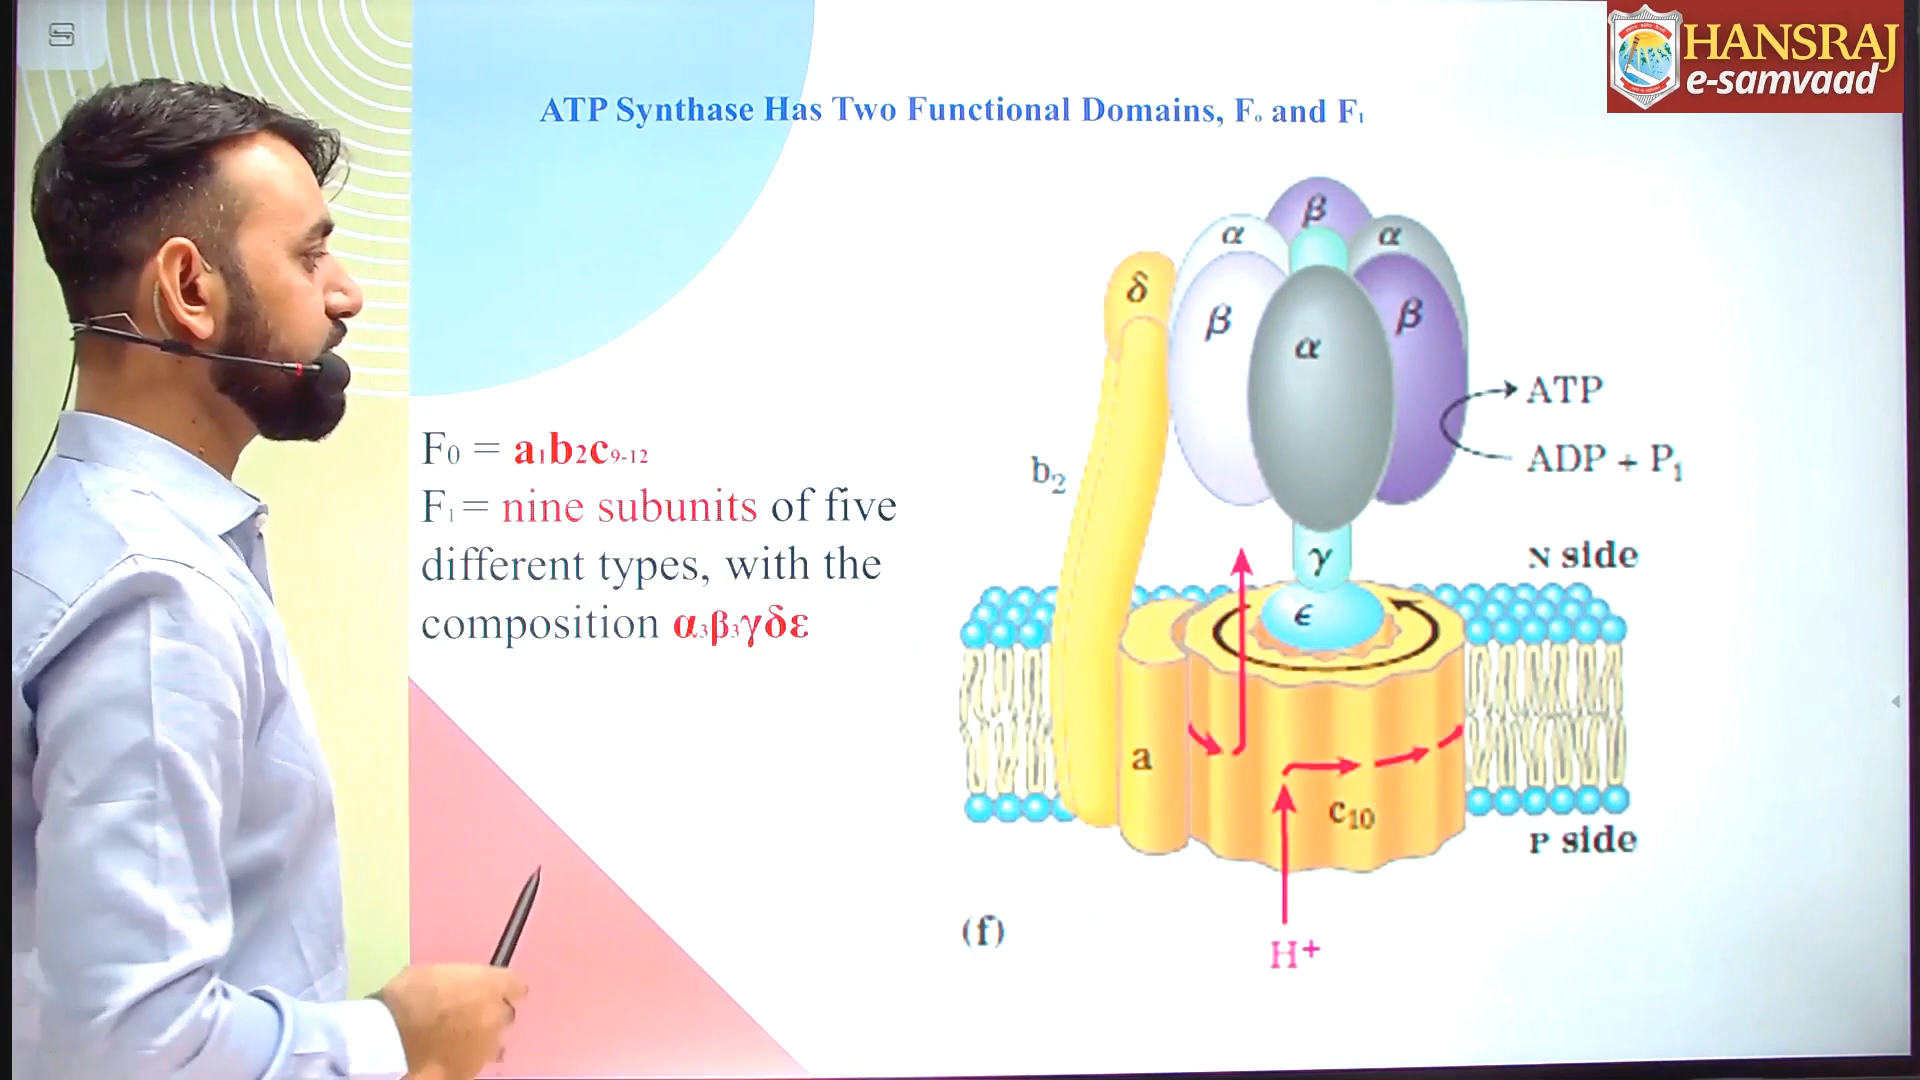 HANSRAJ
e-samvaad
ATP Synthase Has Two Functional Domains, Fₒ and F₁
F₀ = a₁b₂c₉₋₁₂
F₁ = nine subunits of five
different types, with the
composition α₃β₃γδε
β
α
α
δ
β
α
β
ATP
b₂
ADP + P₁
γ
N side
ϵ
a
c₁₀
P side
(f)
H⁺